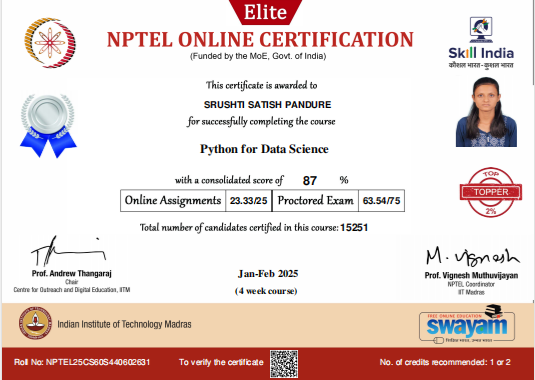 Elite
NPTEL ONLINE CERTIFICATION
(Funded by the MoE, Govt. of India)
Skill India
कौशल भारत - कुशल भारत
This certificate is awarded to
SRUSHTI SATISH PANDURE
for successfully completing the course
Python for Data Science
with a consolidated score of 87 %
Online Assignments 23.33/25 Proctored Exam 63.54/75
TOP
TOPPER
2%
Total number of candidates certified in this course: 15251
Prof. Andrew Thangaraj
Chair
Centre for Outreach and Digital Education, IITM
Jan-Feb 2025
(4 week course)
M. Vignesh
Prof. Vignesh Muthuvijayan
NPTEL Coordinator
IIT Madras
Indian Institute of Technology Madras
FREE ONLINE EDUCATION
swayam
शिक्षित भारत, उन्नत भारत
Roll No: NPTEL25CS60S440602631
To verify the certificate
No. of credits recommended: 1 or 2